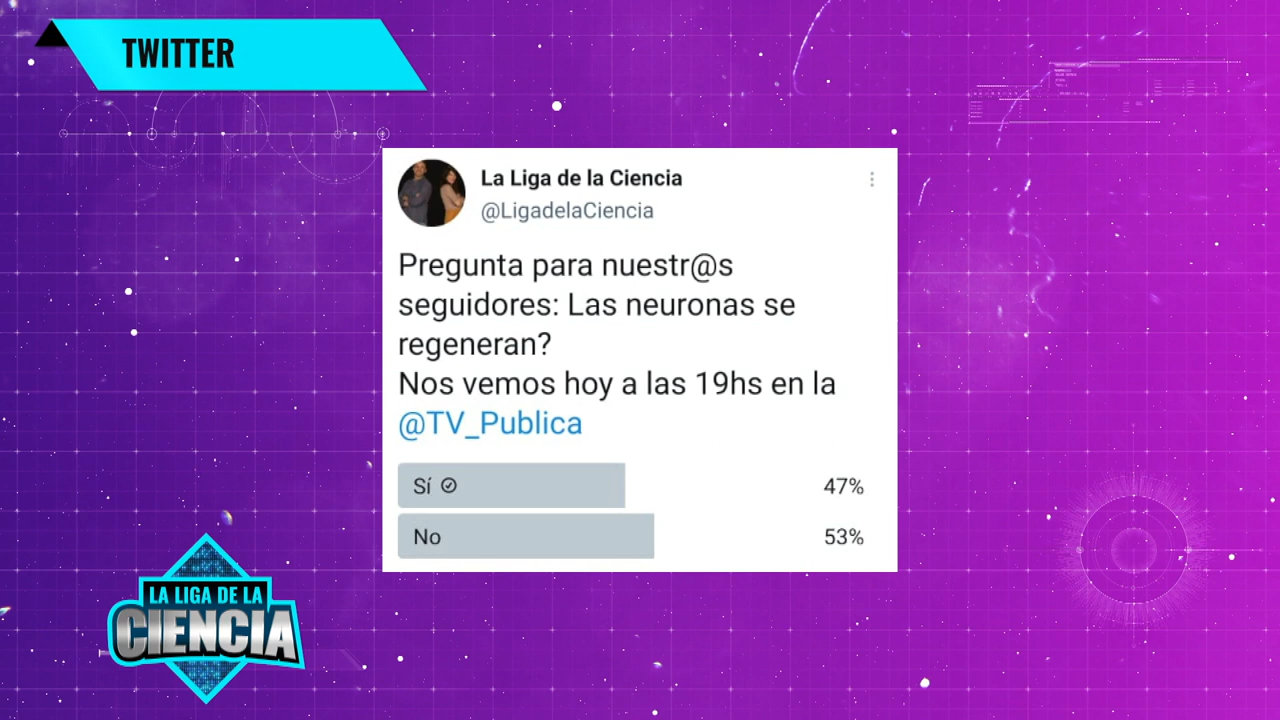 TWITTER
La Liga de la Ciencia
@LigadelaCiencia
Pregunta para nuestr@s
seguidores: Las neuronas se
regeneran?
Nos vemos hoy a las 19hs en la
@TV_Publica
Sí 47%
No 53%
LA LIGA DE LA
CIENCIA